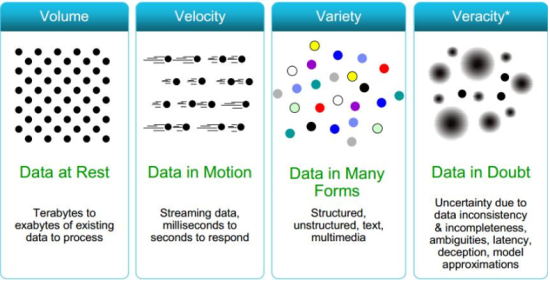 Volume
Data at Rest
Terabytes to
exabytes of existing
data to process
Velocity
Data in Motion
Streaming data,
milliseconds to
seconds to respond
Variety
Data in Many
Forms
Structured,
unstructured, text,
multimedia
Veracity*
Data in Doubt
Uncertainty due to
data inconsistency
& incompleteness,
ambiguities, latency,
deception, model
approximations